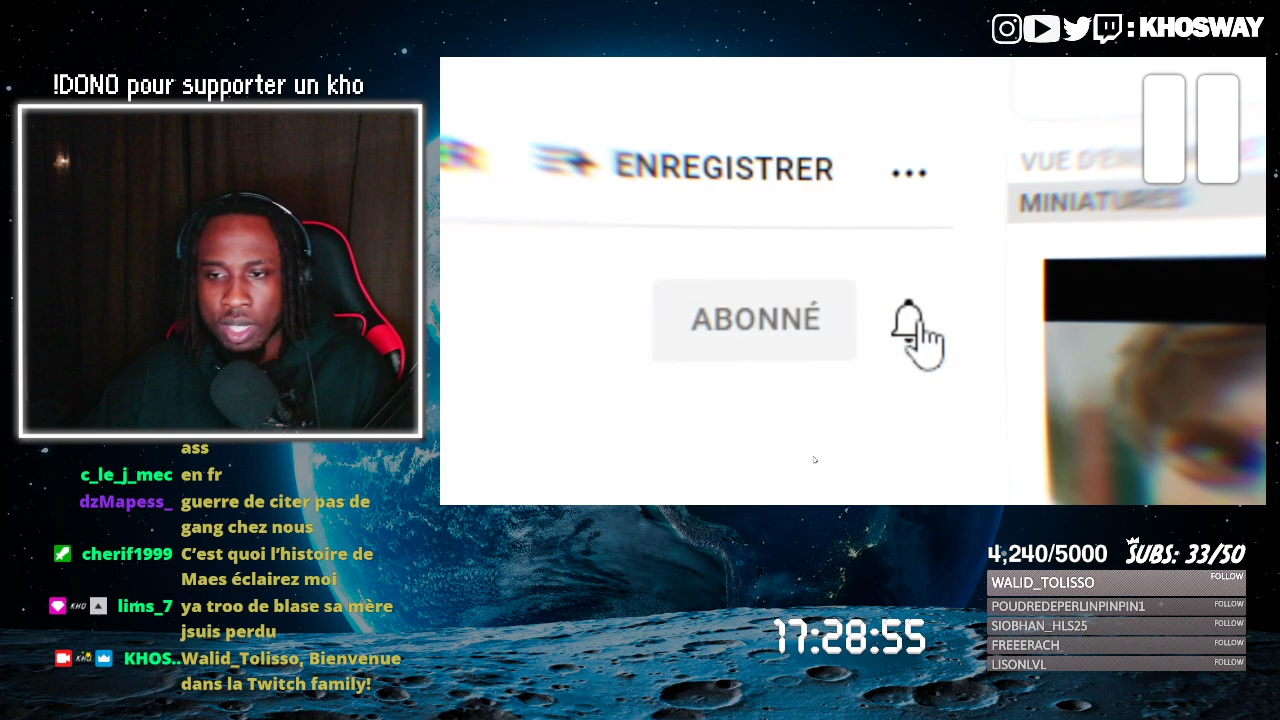 : KHOSWAY
!DONO pour supporter un kho
ENREGISTRER
VUE D'E
MINIATURES
ABONNÉ
ass
c_le_j_mec en fr
dzMapess_ guerre de citer pas de
gang chez nous
cherif1999 C'est quoi l'histoire de
Maes éclairez moi
KHO lims_7 ya troo de blase sa mère
jsuis perdu
KHOS.. Walid_Tolisso, Bienvenue
dans la Twitch family!
4,240/5000 SUBS: 33/50
WALID_TOLISSO FOLLOW
POUDREDEPERLINPINPIN1 FOLLOW
SIOBHAN_HLS25 FOLLOW
FREEERACH FOLLOW
LISONLVL FOLLOW
17:28:55